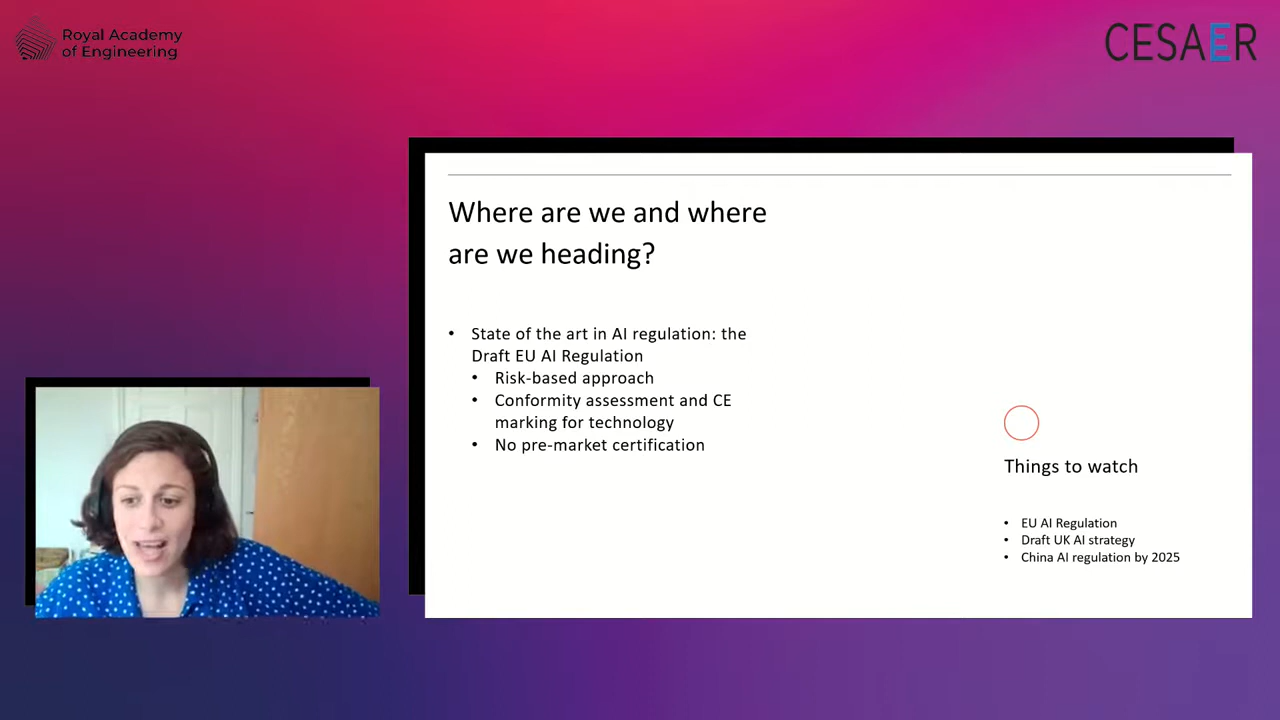 Royal Academy
of Engineering
CESAER
Where are we and where
are we heading?
• State of the art in AI regulation: the
Draft EU AI Regulation
• Risk-based approach
• Conformity assessment and CE
marking for technology
• No pre-market certification
Things to watch
• EU AI Regulation
• Draft UK AI strategy
• China AI regulation by 2025